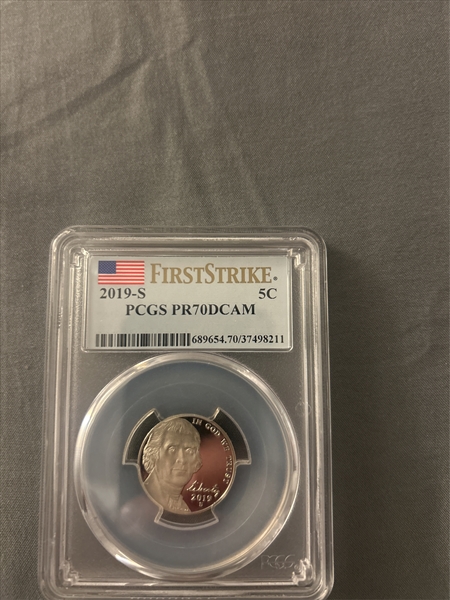 FIRSTSTRIKE®
2019-S 5C
PCGS PR70DCAM
689654.70/37498211
IN GOD WE TRUST
Liberty
2019
S
PCGS